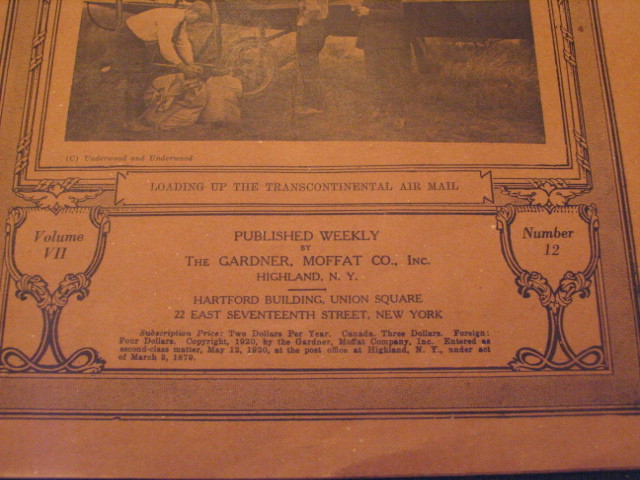 (C) Underwood and Underwood
LOADING UP THE TRANSCONTINENTAL AIR MAIL
Volume
VII
PUBLISHED WEEKLY
BY
THE GARDNER, MOFFAT CO., INC.
HIGHLAND, N. Y.
HARTFORD BUILDING, UNION SQUARE
22 EAST SEVENTEENTH STREET, NEW YORK
Number
12
Subscription Price: Two Dollars Per Year. Canada, Three Dollars. Foreign:
Four Dollars. Copyright, 1920, by the Gardner, Moffat Company, Inc. Entered as
second-class matter, May 12, 1920, at the post office at Highland, N. Y., under act
of March 3, 1879.